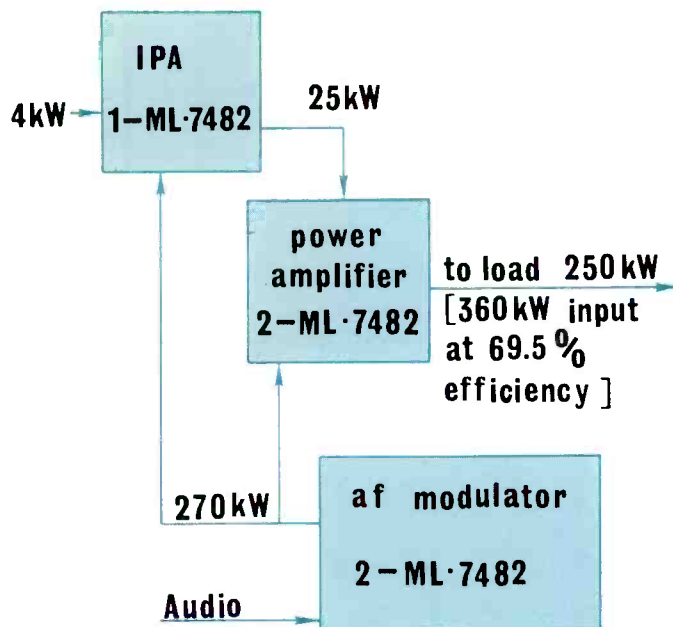 IPA
4kW
1-ML·7482
25kW
power
amplifier
2-ML·7482
to load 250kW
[360kW input
at 69.5%
efficiency]
270kW
af modulator
2-ML·7482
Audio